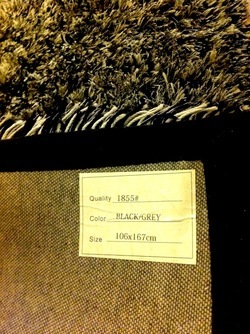 Quality 1855#
Color BLACK/GREY
Size 106x167cm